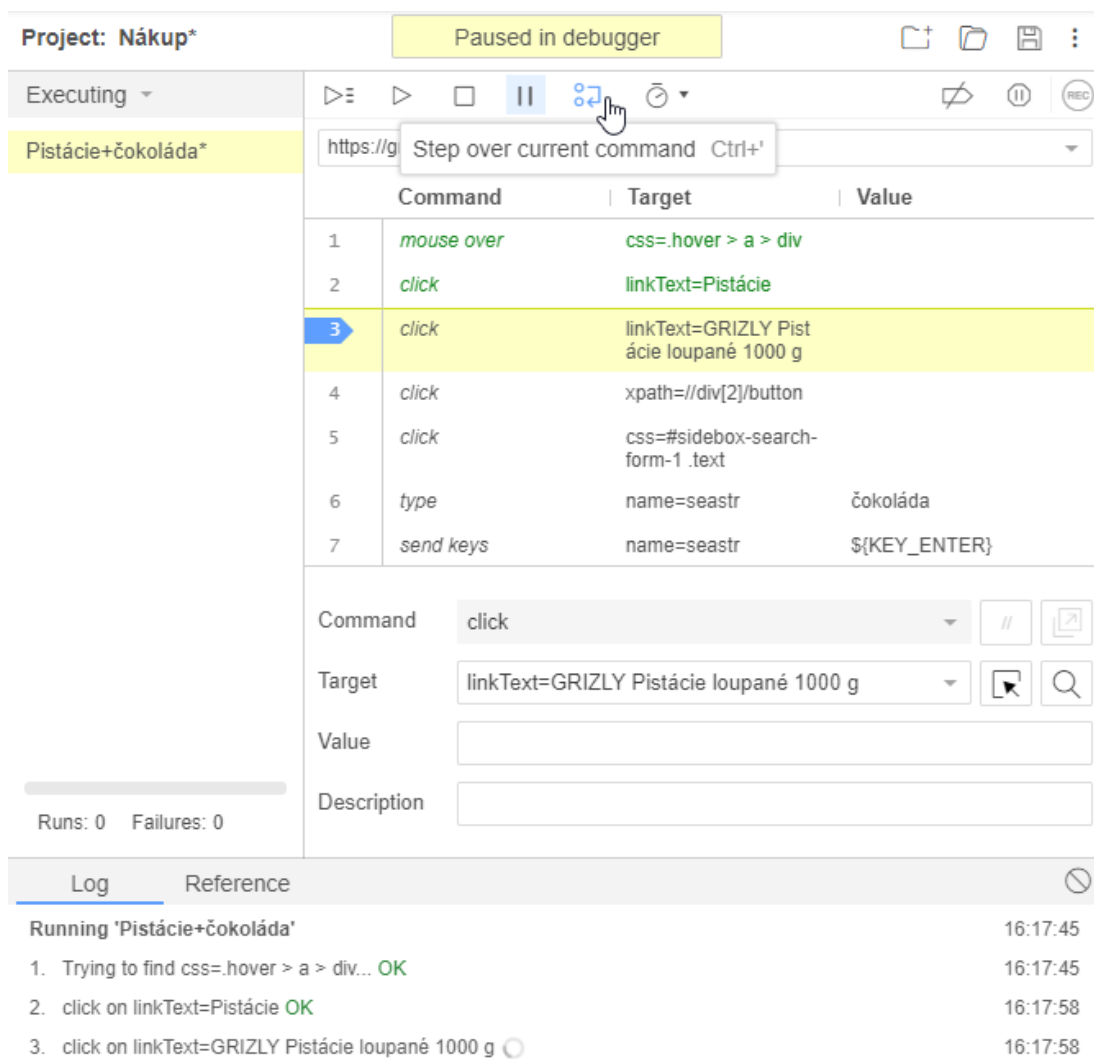 Project: Nákup*
Paused in debugger
Executing
REC
Pistácie+čokoláda*
https://g
Step over current command Ctrl+'
Command Target Value
1 mouse over css=.hover > a > div
2 click linkText=Pistácie
3 click linkText=GRIZLY Pist
ácie loupané 1000 g
4 click xpath=//div[2]/button
5 click css=#sidebox-search-
form-1 .text
6 type name=seastr čokoláda
7 send keys name=seastr ${KEY_ENTER}
Command click //
Target linkText=GRIZLY Pistácie loupané 1000 g
Value
Description
Runs: 0 Failures: 0
Log Reference
Running 'Pistácie+čokoláda' 16:17:45
1. Trying to find css=.hover > a > div... OK 16:17:45
2. click on linkText=Pistácie OK 16:17:58
3. click on linkText=GRIZLY Pistácie loupané 1000 g 16:17:58